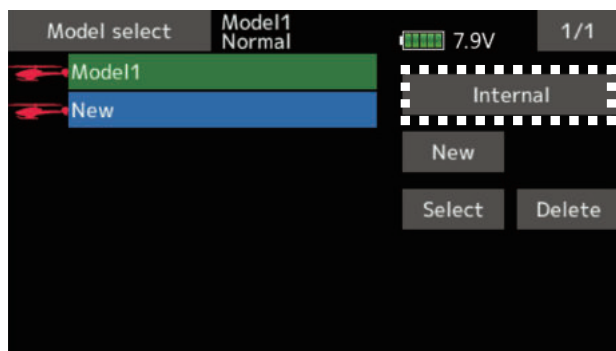 Model select
Model1
Normal
7.9V
1/1
Model1
Internal
New
New
Select
Delete